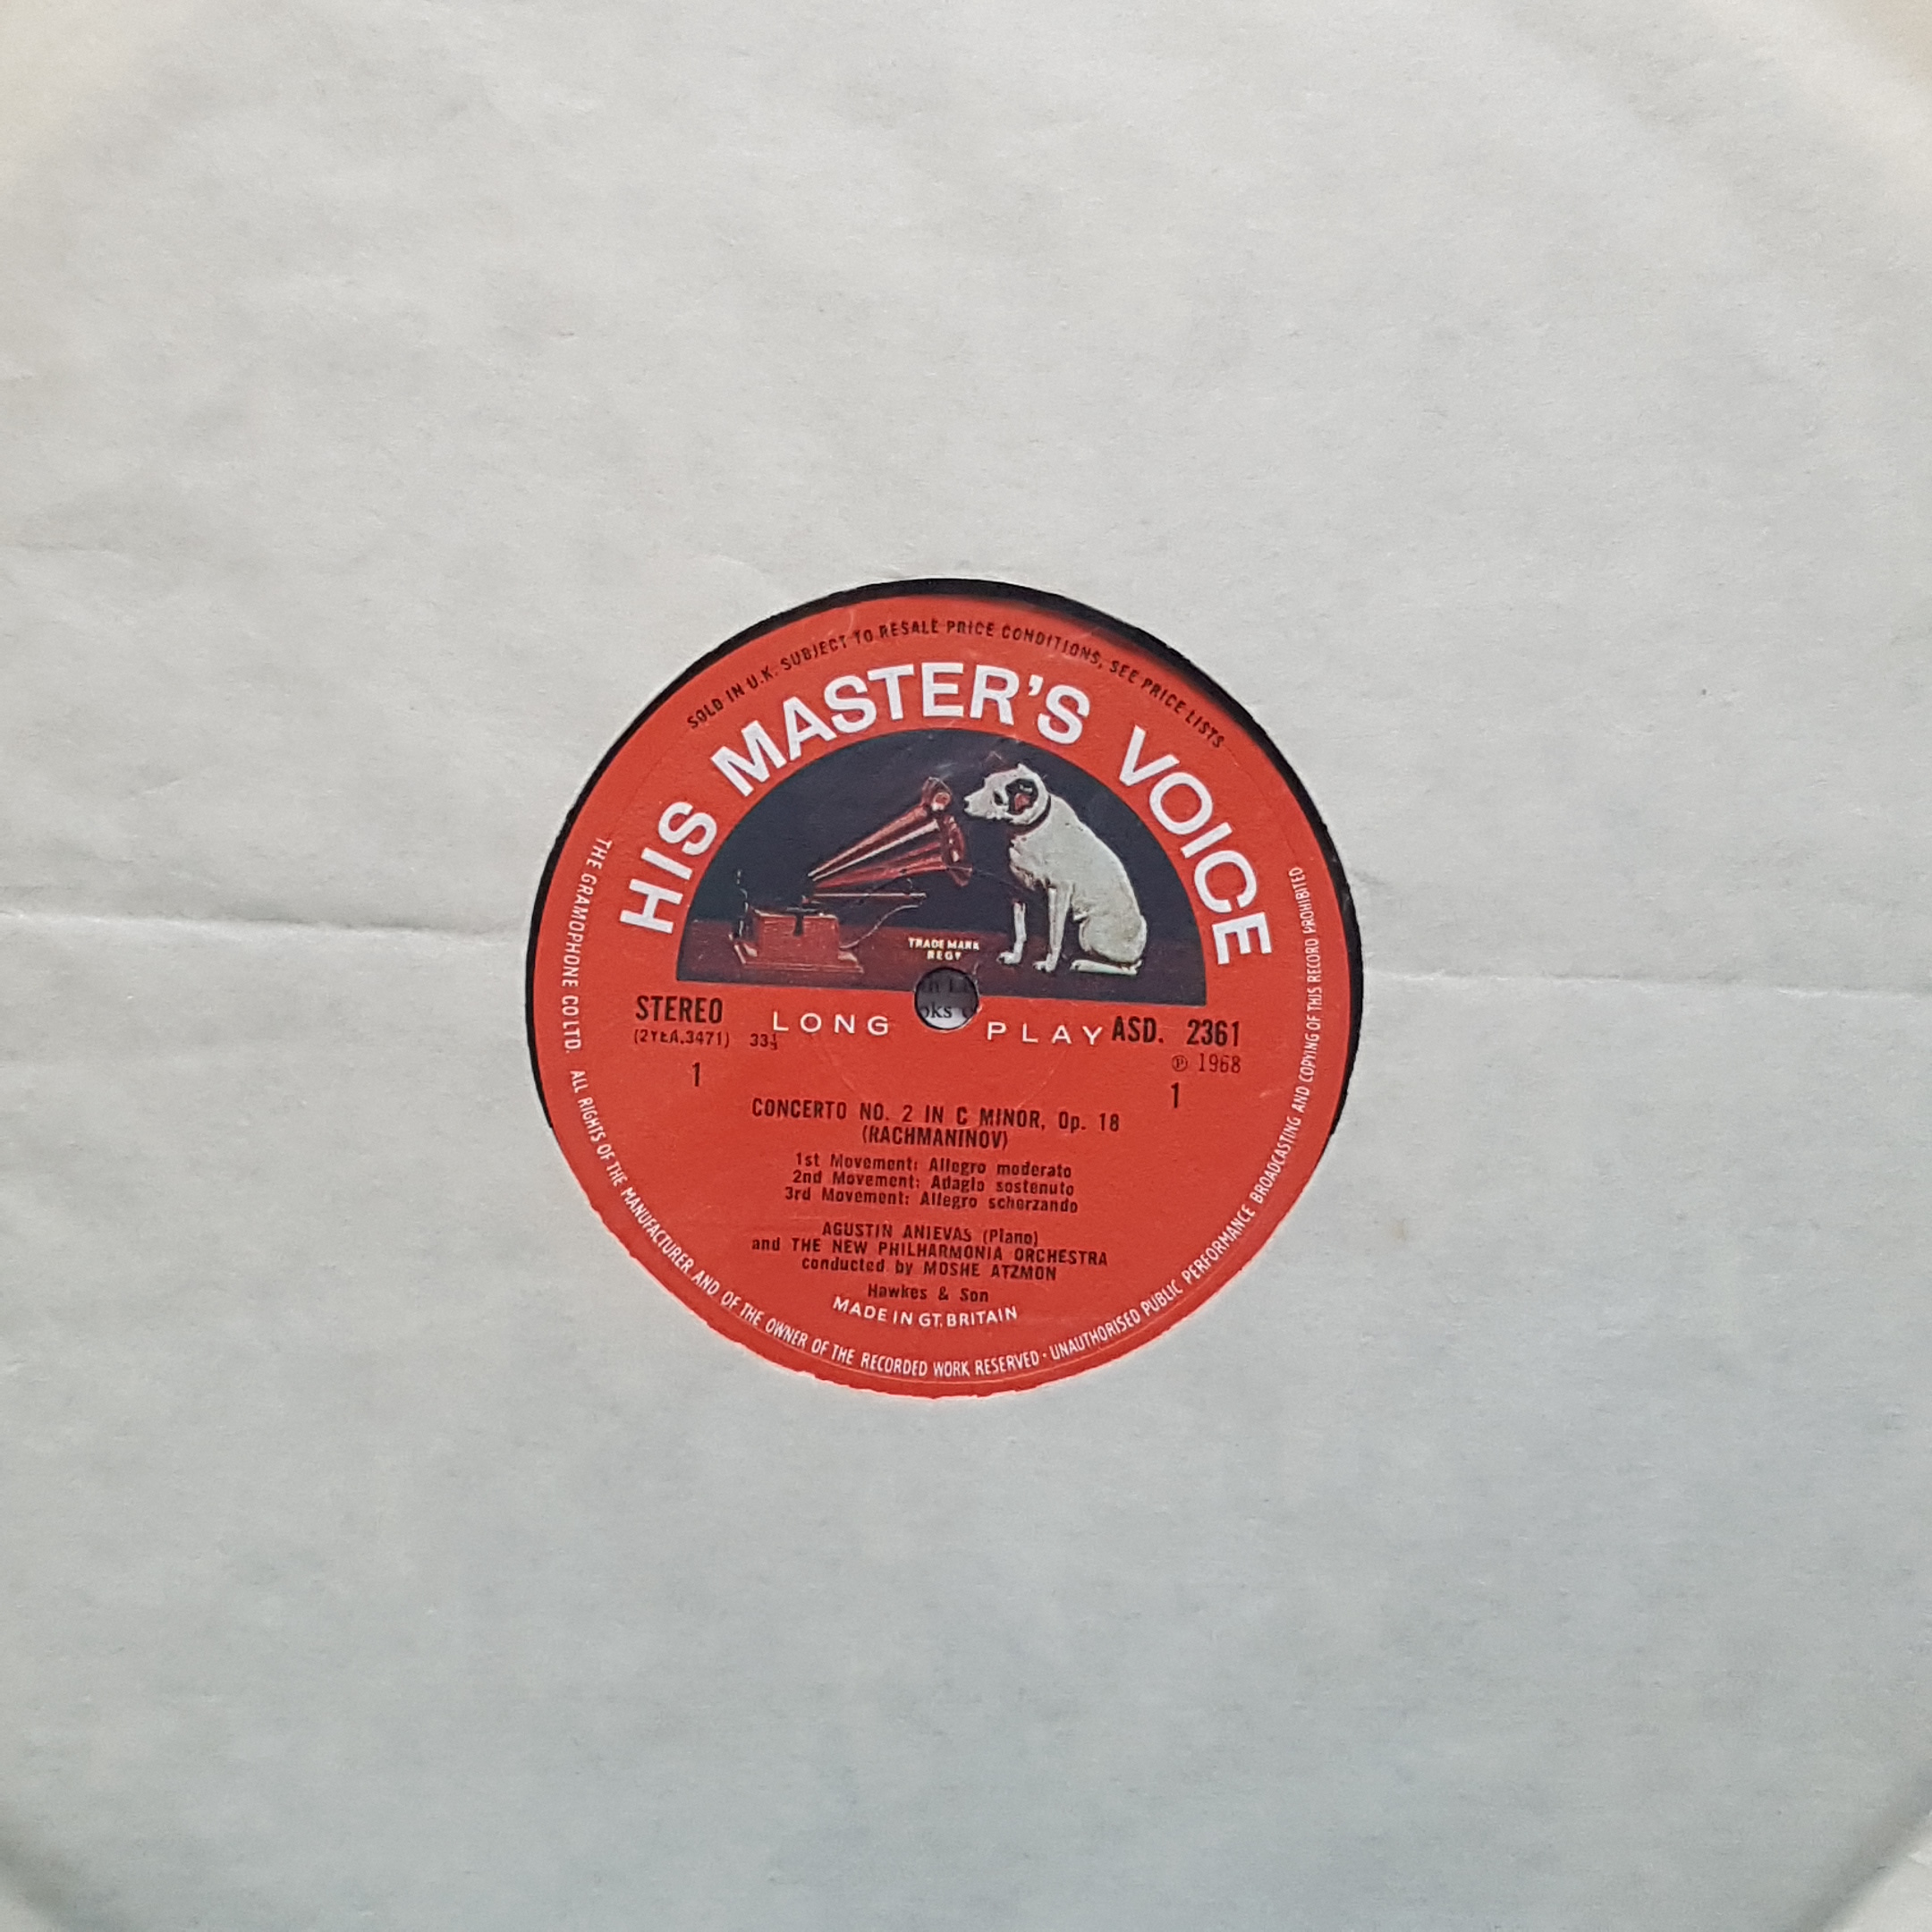 SOLD IN U.K. SUBJECT TO RESALE PRICE CONDITIONS, SEE PRICE LISTS
HIS MASTER'S VOICE
TRADE MARK
REGD
STEREO
LONG PLAY
ASD. 2361
(2YEA.3471) 33⅓
℗ 1968
1
1
CONCERTO NO. 2 IN C MINOR, Op. 18
(RACHMANINOV)
1st Movement: Allegro moderato
2nd Movement: Adagio sostenuto
3rd Movement: Allegro scherzando
AGUSTIN ANIEVAS (Piano)
and THE NEW PHILHARMONIA ORCHESTRA
conducted by MOSHE ATZMON
Hawkes & Son
MADE IN GT. BRITAIN
THE GRAMOPHONE CO LTD. ALL RIGHTS OF THE MANUFACTURER AND OF THE OWNER OF THE RECORDED WORK RESERVED · UNAUTHORISED PUBLIC PERFORMANCE BROADCASTING AND COPYING OF THIS RECORD PROHIBITED